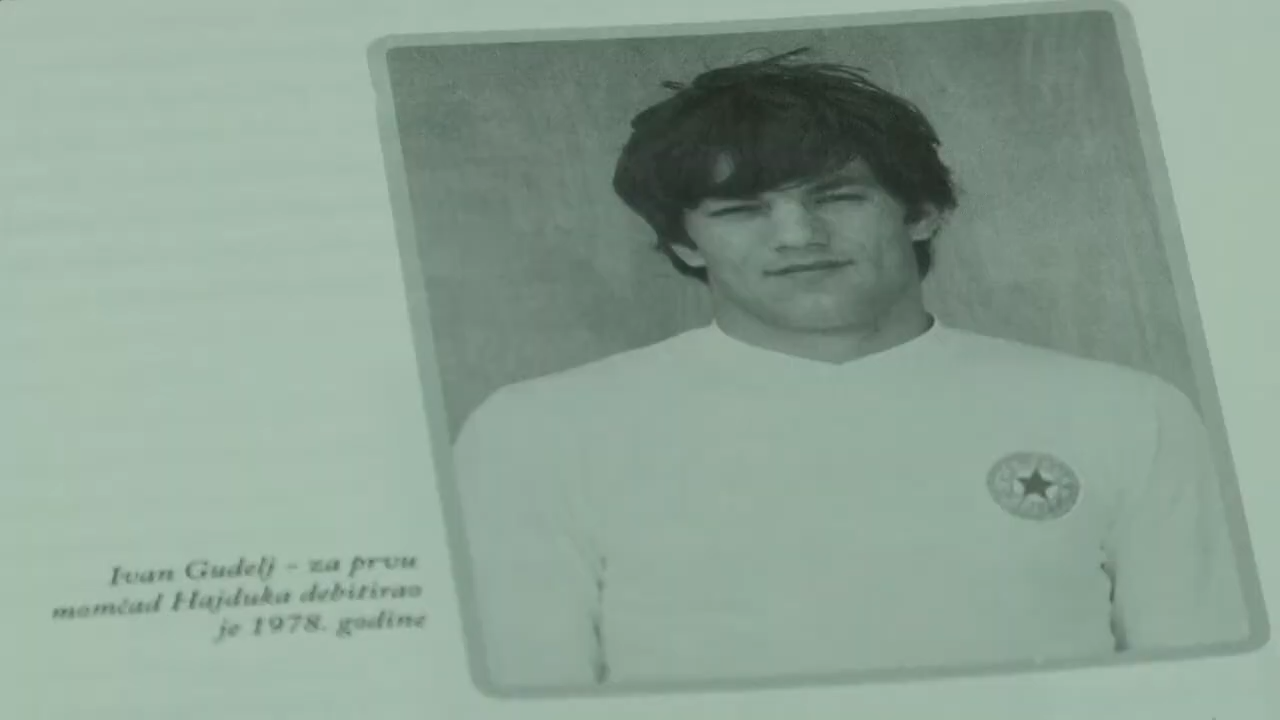 Ivan Gudelj – za prvu
momčad Hajduka debitirao
je 1978. godine